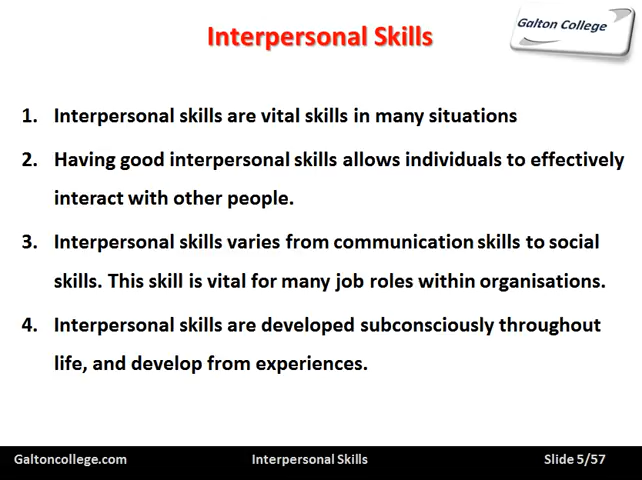 Interpersonal Skills
Galton College
1. Interpersonal skills are vital skills in many situations
2. Having good interpersonal skills allows individuals to effectively
interact with other people.
3. Interpersonal skills varies from communication skills to social
skills. This skill is vital for many job roles within organisations.
4. Interpersonal skills are developed subconsciously throughout
life, and develop from experiences.
Galtoncollege.com Interpersonal Skills Slide 5/57